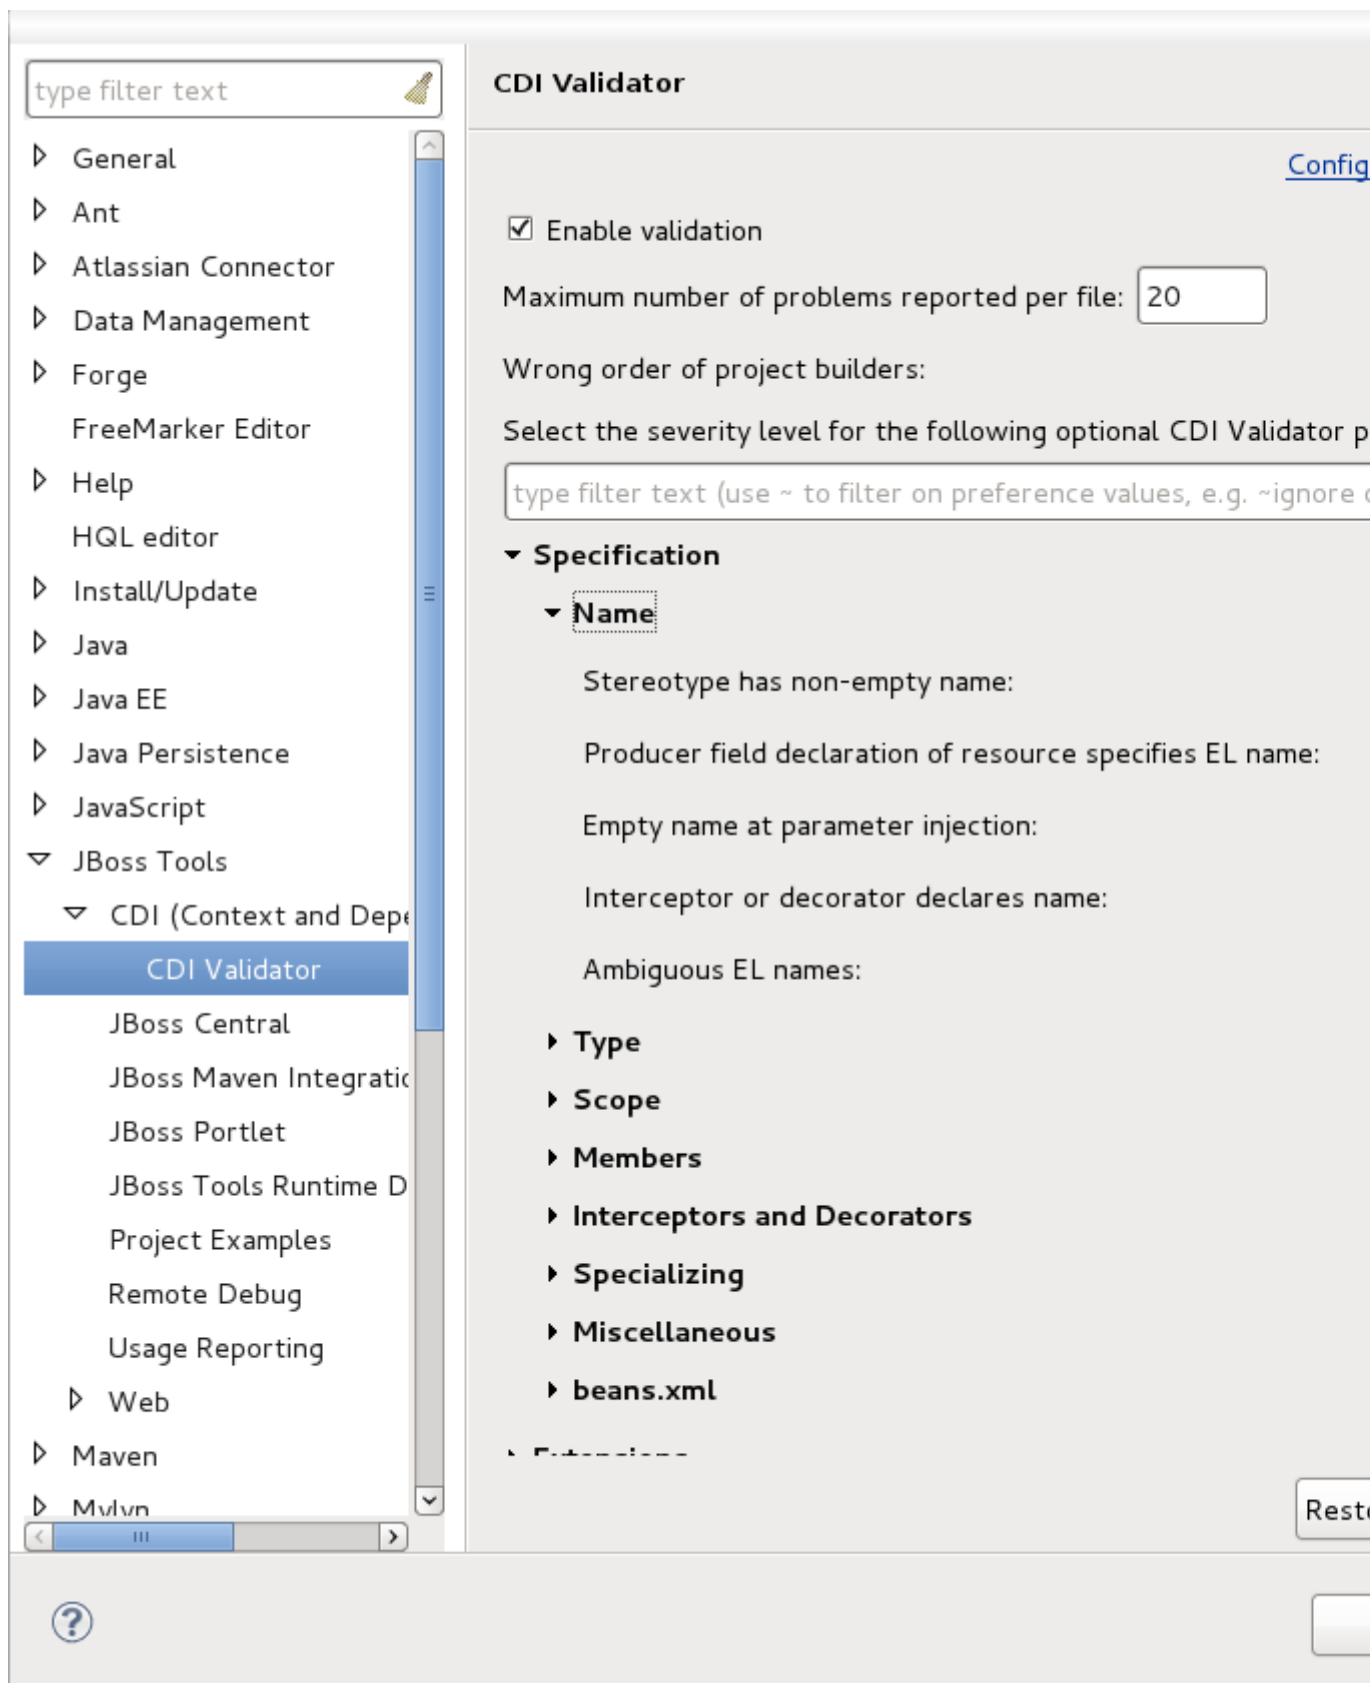 type filter text
General
Ant
Atlassian Connector
Data Management
Forge
FreeMarker Editor
Help
HQL editor
Install/Update
Java
Java EE
Java Persistence
JavaScript
JBoss Tools
CDI (Context and Depe
CDI Validator
JBoss Central
JBoss Maven Integratio
JBoss Portlet
JBoss Tools Runtime D
Project Examples
Remote Debug
Usage Reporting
Web
Maven
Mylyn
CDI Validator
Config
Enable validation
Maximum number of problems reported per file: 20
Wrong order of project builders:
Select the severity level for the following optional CDI Validator p
type filter text (use ~ to filter on preference values, e.g. ~ignore o
Specification
Name
Stereotype has non-empty name:
Producer field declaration of resource specifies EL name:
Empty name at parameter injection:
Interceptor or decorator declares name:
Ambiguous EL names:
Type
Scope
Members
Interceptors and Decorators
Specializing
Miscellaneous
beans.xml
Extensions
Resto